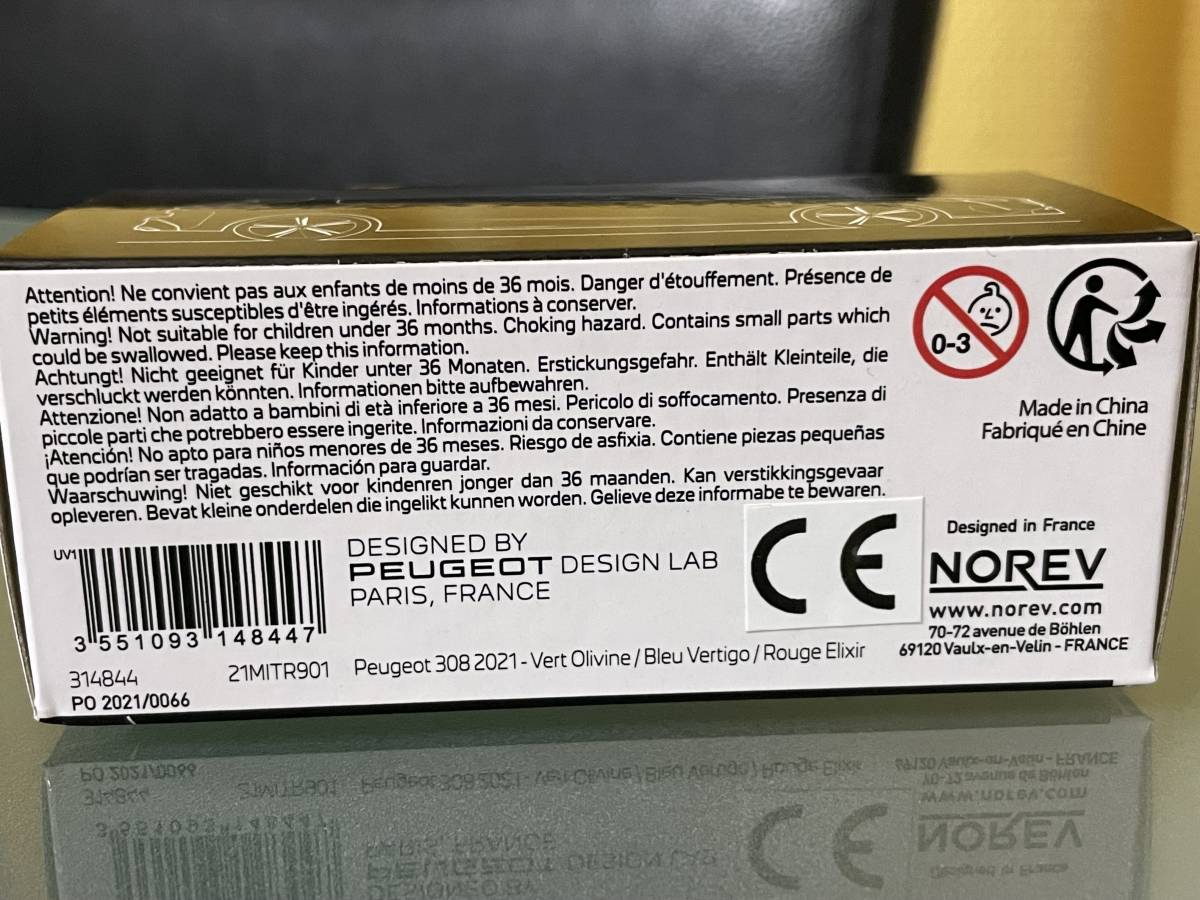 Attention! Ne convient pas aux enfants de moins de 36 mois. Danger d'étouffement. Présence de
petits éléments susceptibles d'être ingérés. Informations à conserver.
Warning! Not suitable for children under 36 months. Choking hazard. Contains small parts which
could be swallowed. Please keep this information.
Achtungt! Nicht geeignet für Kinder unter 36 Monaten. Erstickungsgefahr. Enthält Kleinteile, die
verschluckt werden könnten. Informationen bitte aufbewahren.
Attenzione! Non adatto a bambini di età inferiore a 36 mesi. Pericolo di soffocamento. Presenza di
piccole parti che potrebbero essere ingerite. Informazioni da conservare.
¡Atención! No apto para niños menores de 36 meses. Riesgo de asfixia. Contiene piezas pequeñas
que podrían ser tragadas. Información para guardar.
Waarschuwing! Niet geschikt voor kindenren jonger dan 36 maanden. Kan verstikkingsgevaar
opleveren. Bevat kleine onderdelen die ingelikt kunnen worden. Gelieve deze informabe te bewaren.
0-3
Made in China
Fabriqué en Chine
UV1
3 551093 148447
314844
21MITR901
PO 2021/0066
DESIGNED BY
PEUGEOT DESIGN LAB
PARIS, FRANCE
Peugeot 308 2021 - Vert Olivine / Bleu Vertigo / Rouge Elixir
CE
Designed in France
NOREV
www.norev.com
70-72 avenue de Böhlen
69120 Vaulx-en-Velin - FRANCE